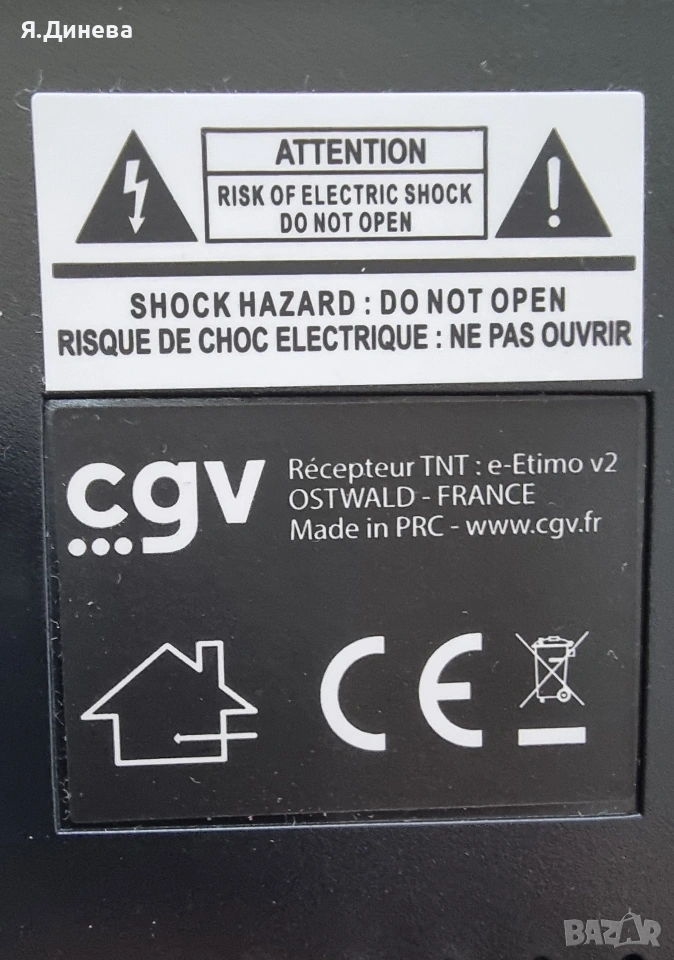 Я.Динева
ATTENTION
RISK OF ELECTRIC SHOCK
DO NOT OPEN
SHOCK HAZARD : DO NOT OPEN
RISQUE DE CHOC ELECTRIQUE : NE PAS OUVRIR
cgv
Récepteur TNT : e-Etimo v2
OSTWALD - FRANCE
Made in PRC - www.cgv.fr
CE
BAZAR